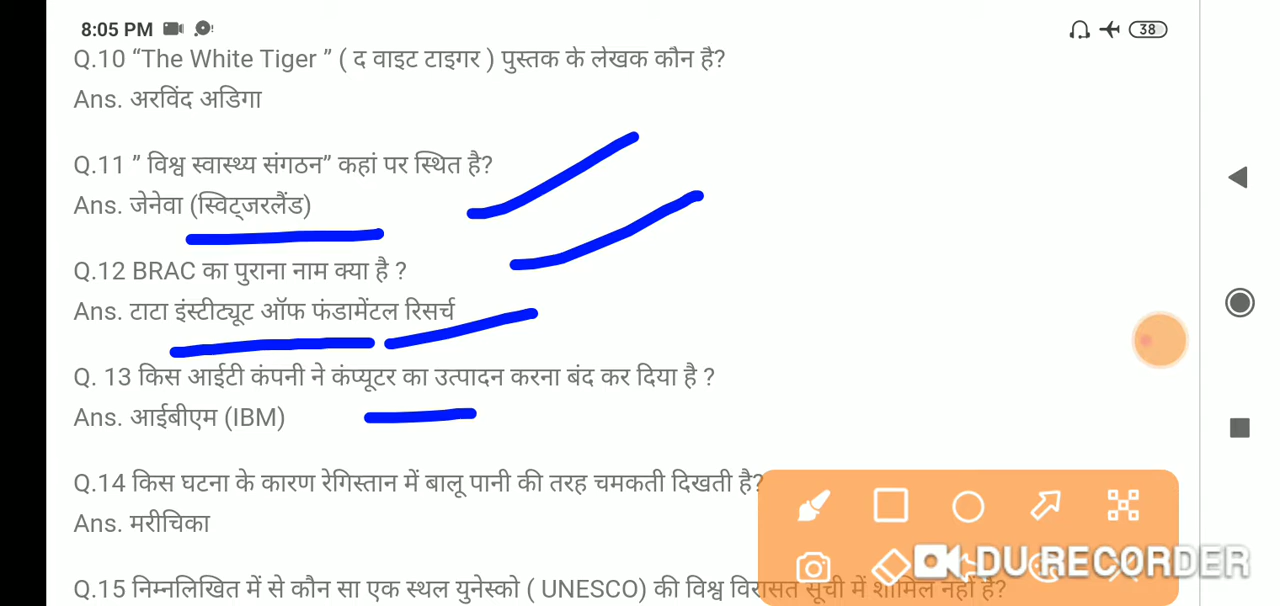 8:05 PM
38
Q.10 “The White Tiger ” ( द वाइट टाइगर ) पुस्तक के लेखक कौन है?
Ans. अरविंद अडिगा
Q.11 ” विश्व स्वास्थ्य संगठन” कहां पर स्थित है?
Ans. जेनेवा (स्विट्जरलैंड)
Q.12 BRAC का पुराना नाम क्या है ?
Ans. टाटा इंस्टीट्यूट ऑफ फंडामेंटल रिसर्च
Q. 13 किस आईटी कंपनी ने कंप्यूटर का उत्पादन करना बंद कर दिया है ?
Ans. आईबीएम (IBM)
Q.14 किस घटना के कारण रेगिस्तान में बालू पानी की तरह चमकती दिखती है?
Ans. मरीचिका
DU RECORDER
Q.15 निम्नलिखित में से कौन सा एक स्थल युनेस्को ( UNESCO) की विश्व विरासत सूची में शामिल नहीं है?